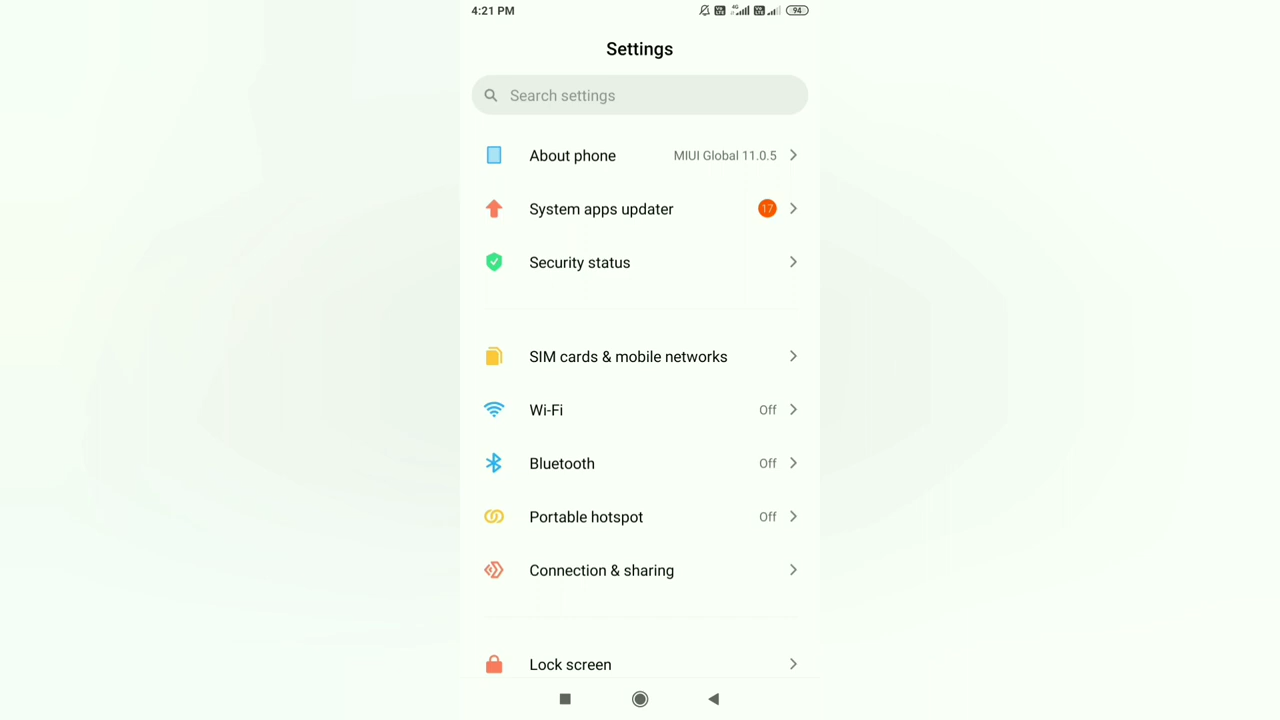 4:21 PM
4G
94
Settings
Search settings
About phone MIUI Global 11.0.5
System apps updater 17
Security status
SIM cards & mobile networks
Wi-Fi Off
Bluetooth Off
Portable hotspot Off
Connection & sharing
Lock screen